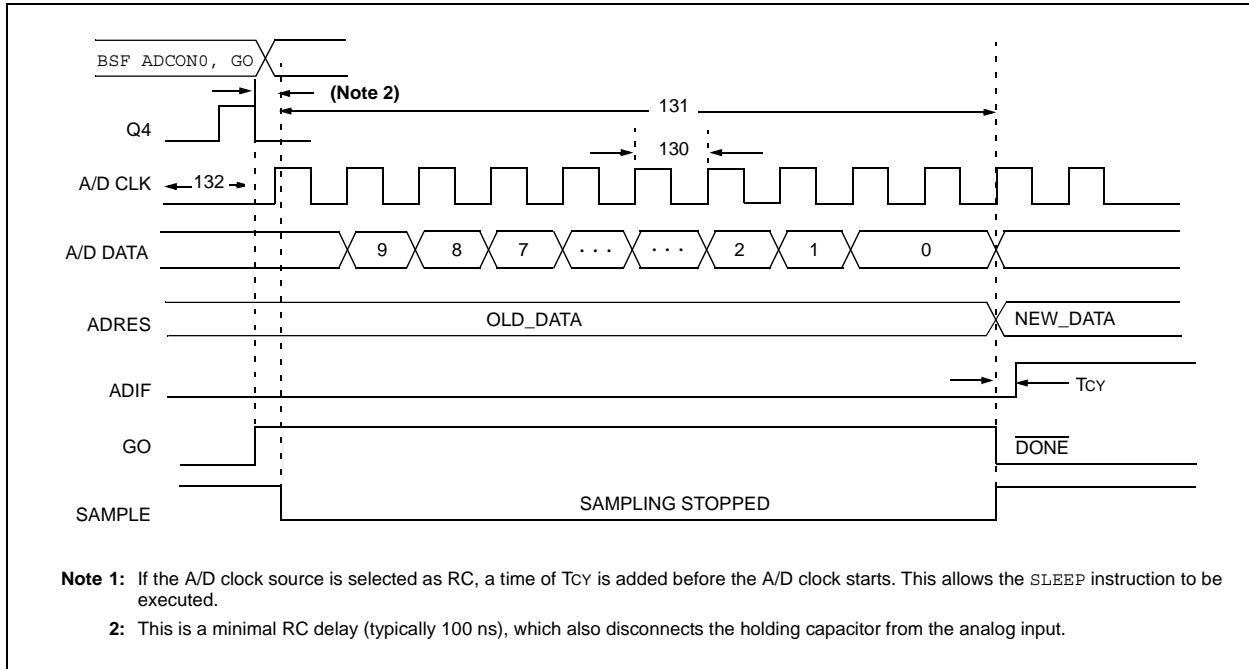 BSF ADCON0, GO
(Note 2)
131
Q4
130
A/D CLK
132
A/D DATA
9 8 7 · · · · · · 2 1 0
ADRES
OLD_DATA
NEW_DATA
ADIF
TCY
GO
DONE
SAMPLE
SAMPLING STOPPED
Note 1: If the A/D clock source is selected as RC, a time of TCY is added before the A/D clock starts. This allows the SLEEP instruction to be
executed.
2: This is a minimal RC delay (typically 100 ns), which also disconnects the holding capacitor from the analog input.